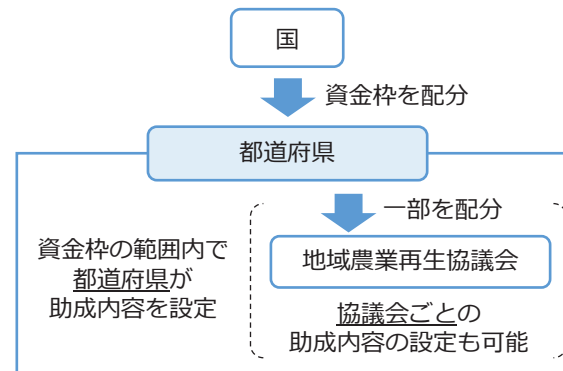 国
資金枠を配分
都道府県
一部を配分
資金枠の範囲内で
都道府県が
助成内容を設定
地域農業再生協議会
協議会ごとの
助成内容の設定も可能